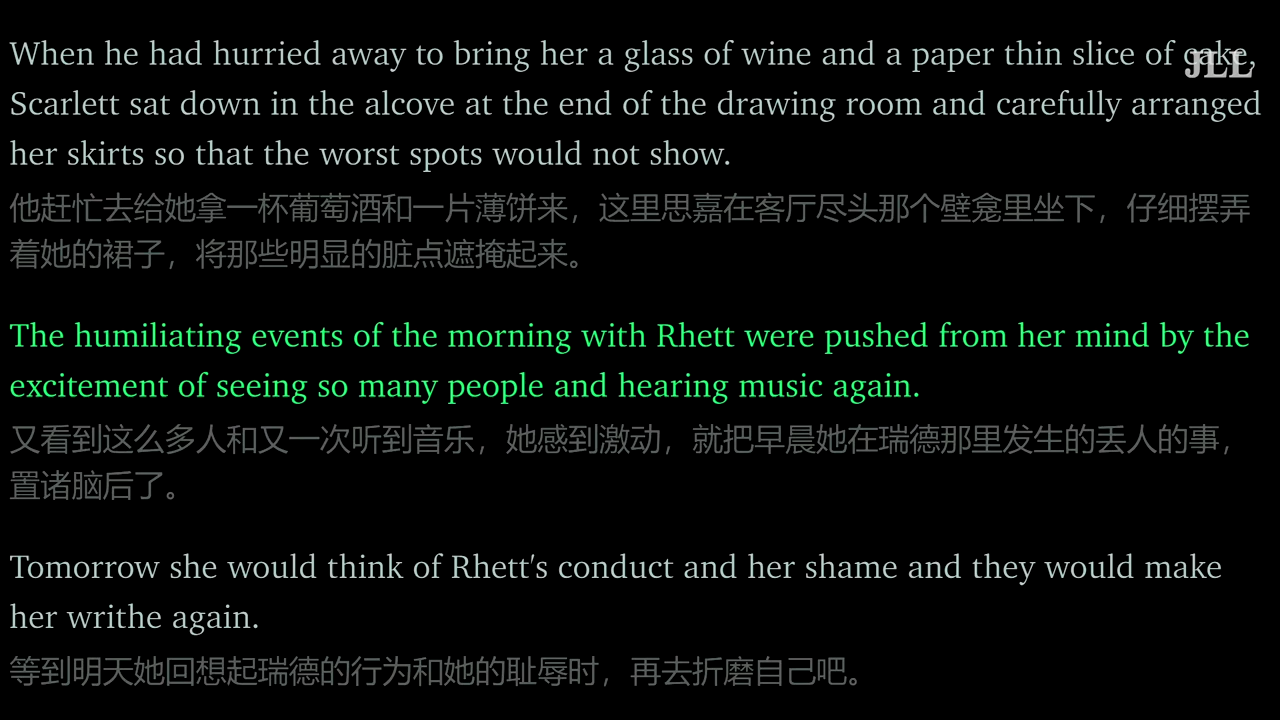 When he had hurried away to bring her a glass of wine and a paper thin slice of cake,
JLL
Scarlett sat down in the alcove at the end of the drawing room and carefully arranged
her skirts so that the worst spots would not show.
他赶忙去给她拿一杯葡萄酒和一片薄饼来，这里思嘉在客厅尽头那个壁龛里坐下，仔细摆弄
着她的裙子，将那些明显的脏点遮掩起来。
The humiliating events of the morning with Rhett were pushed from her mind by the
excitement of seeing so many people and hearing music again.
又看到这么多人和又一次听到音乐，她感到激动，就把早晨她在瑞德那里发生的丢人的事，
置诸脑后了。
Tomorrow she would think of Rhett's conduct and her shame and they would make
her writhe again.
等到明天她回想起瑞德的行为和她的耻辱时，再去折磨自己吧。